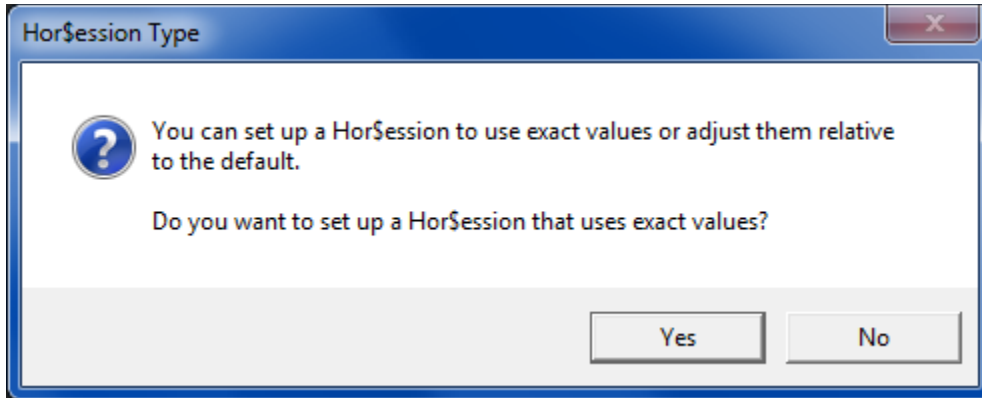 Hor$ession Type
You can set up a Hor$ession to use exact values or adjust them relative
to the default.
Do you want to set up a Hor$ession that uses exact values?
Yes
No